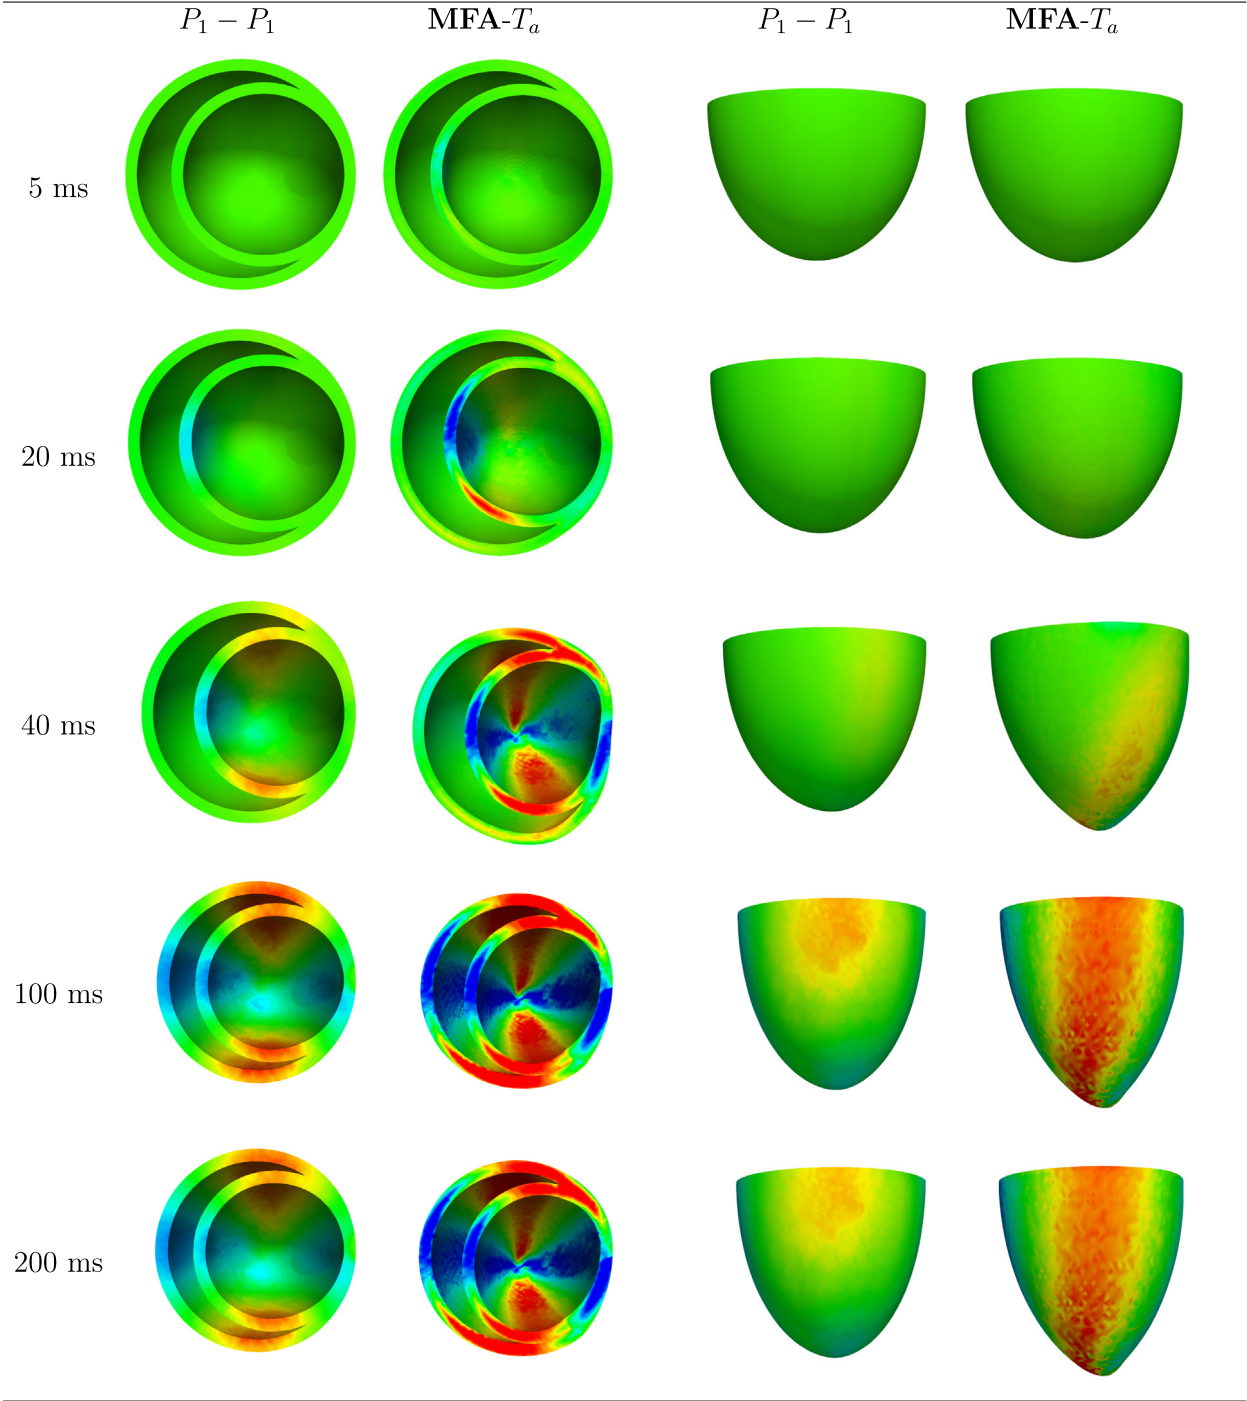 P₁ − P₁ MFA-Tₐ P₁ − P₁ MFA-Tₐ
5 ms
20 ms
40 ms
100 ms
200 ms